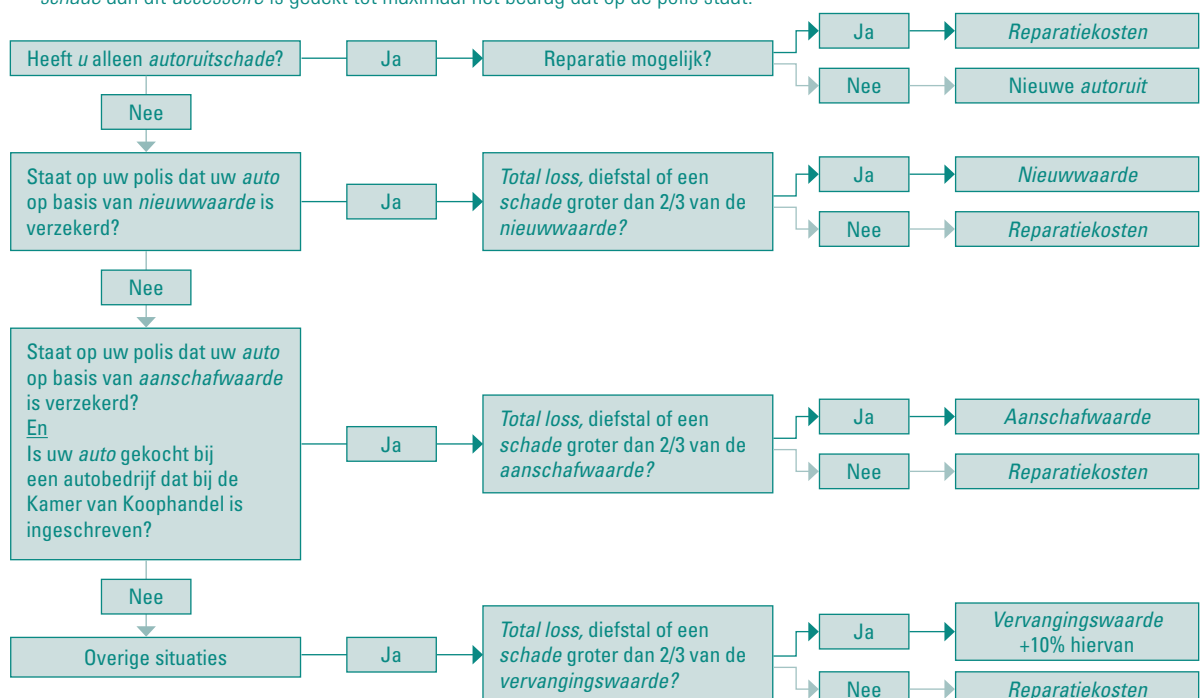 schade aan dit accessoire is gedekt tot maximaal het bedrag dat op de polis staat.
Heeft u alleen autoruitschade?
Ja
Reparatie mogelijk?
Ja
Reparatiekosten
Nee
Nieuwe autoruit
Nee
Staat op uw polis dat uw auto
op basis van nieuwwaarde is
verzekerd?
Ja
Total loss, diefstal of een
schade groter dan 2/3 van de
nieuwwaarde?
Ja
Nieuwwaarde
Nee
Reparatiekosten
Nee
Staat op uw polis dat uw auto
op basis van aanschafwaarde
is verzekerd?
En
Is uw auto gekocht bij
een autobedrijf dat bij de
Kamer van Koophandel is
ingeschreven?
Ja
Total loss, diefstal of een
schade groter dan 2/3 van de
aanschafwaarde?
Ja
Aanschafwaarde
Nee
Reparatiekosten
Nee
Overige situaties
Ja
Total loss, diefstal of een
schade groter dan 2/3 van de
vervangingswaarde?
Ja
Vervangingswaarde
+10% hiervan
Nee
Reparatiekosten